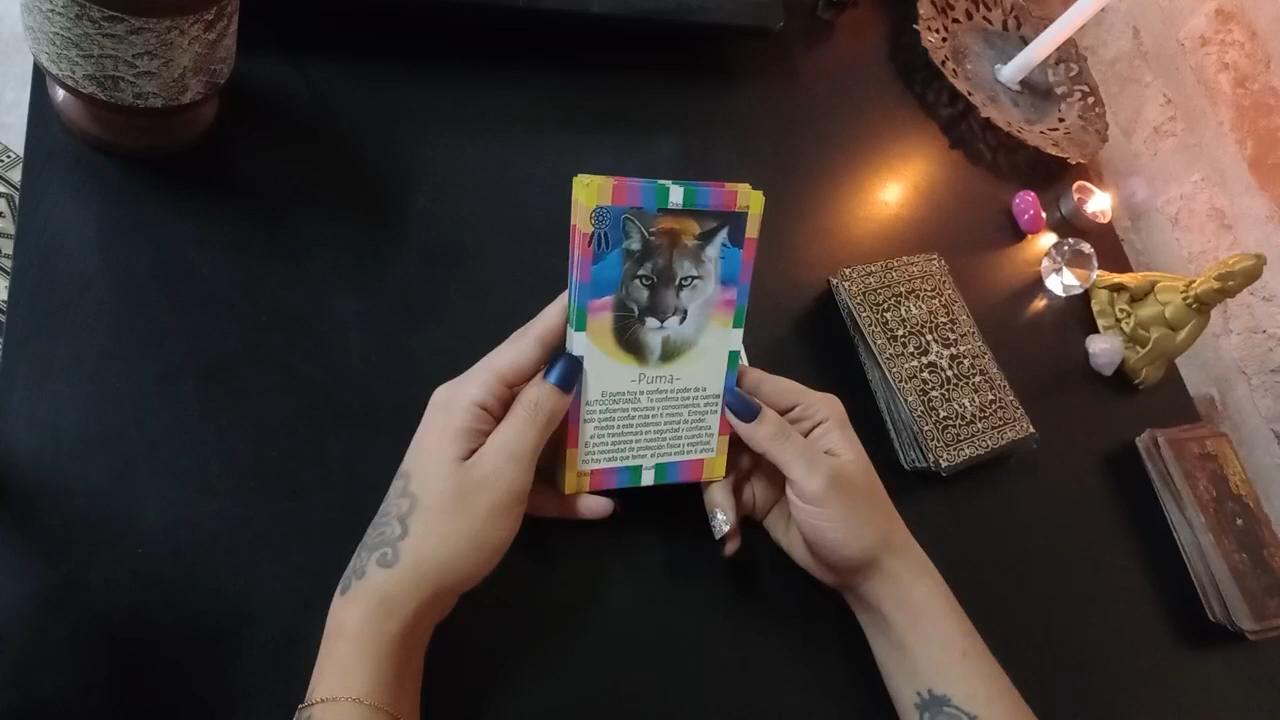 -Puma-
El puma hoy te confiere el poder de la
AUTOCONFIANZA. Te confirma que ya cuentas
con suficientes recursos y conocimientos, ahora
solo queda confiar más en ti mismo. Entrega tus
miedos a este poderoso animal de poder,
el los transformará en seguridad y confianza.
El puma aparece en nuestras vidas cuando hay
una necesidad de protección física y espiritual,
no hay nada que temer, el puma está en ti ahora.